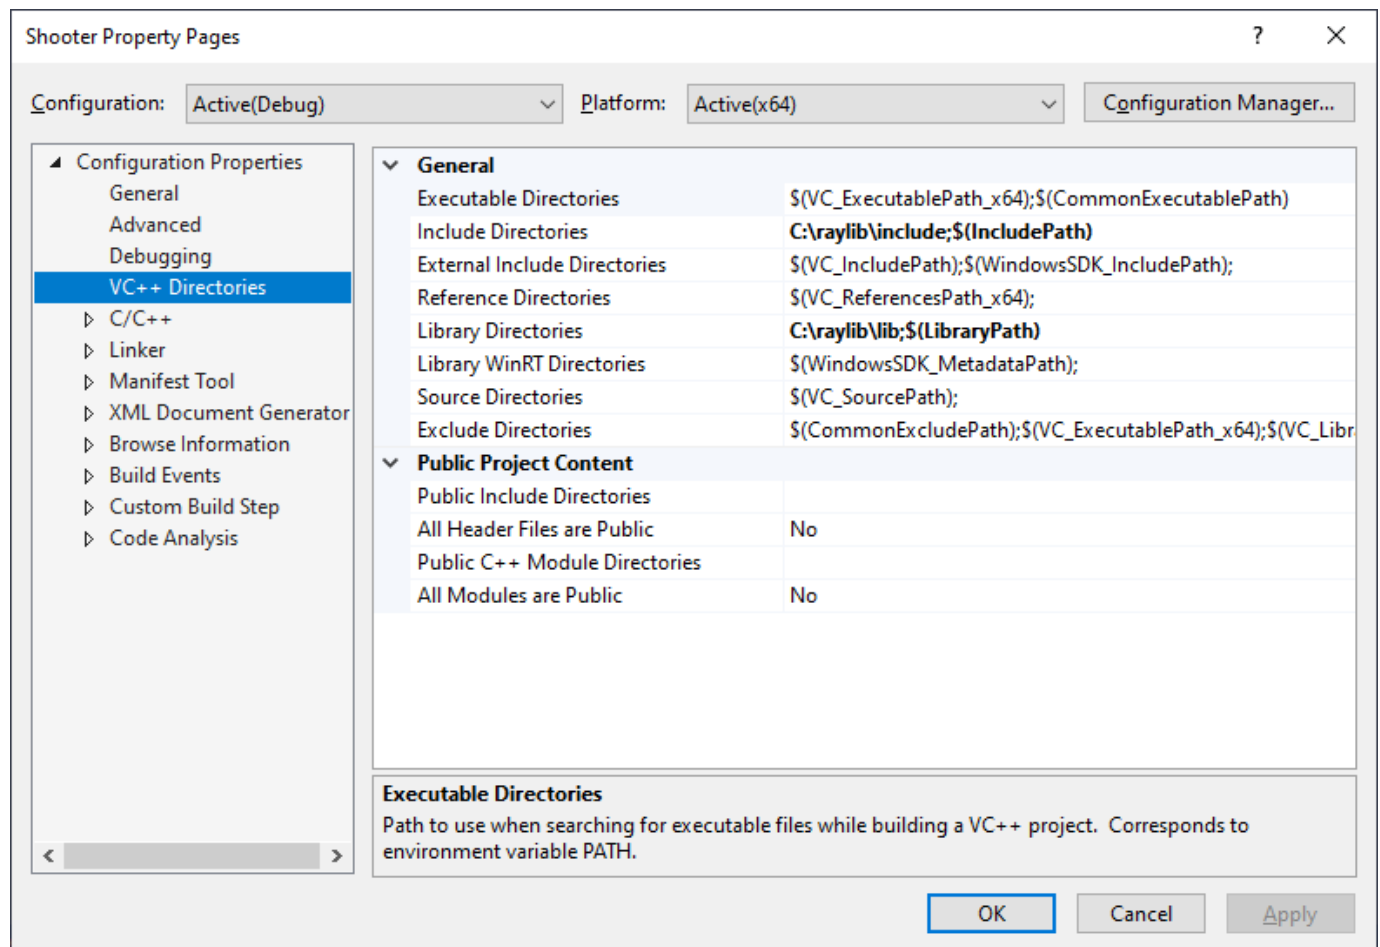 Shooter Property Pages
?
Configuration: Active(Debug) Platform: Active(x64) Configuration Manager...
Configuration Properties
General
Advanced
Debugging
VC++ Directories
C/C++
Linker
Manifest Tool
XML Document Generator
Browse Information
Build Events
Custom Build Step
Code Analysis
General
Executable Directories $(VC_ExecutablePath_x64);$(CommonExecutablePath)
Include Directories C:\raylib\include;$(IncludePath)
External Include Directories $(VC_IncludePath);$(WindowsSDK_IncludePath);
Reference Directories $(VC_ReferencesPath_x64);
Library Directories C:\raylib\lib;$(LibraryPath)
Library WinRT Directories $(WindowsSDK_MetadataPath);
Source Directories $(VC_SourcePath);
Exclude Directories $(CommonExcludePath);$(VC_ExecutablePath_x64);$(VC_Libr
Public Project Content
Public Include Directories
All Header Files are Public No
Public C++ Module Directories
All Modules are Public No
Executable Directories
Path to use when searching for executable files while building a VC++ project. Corresponds to
environment variable PATH.
OK Cancel Apply